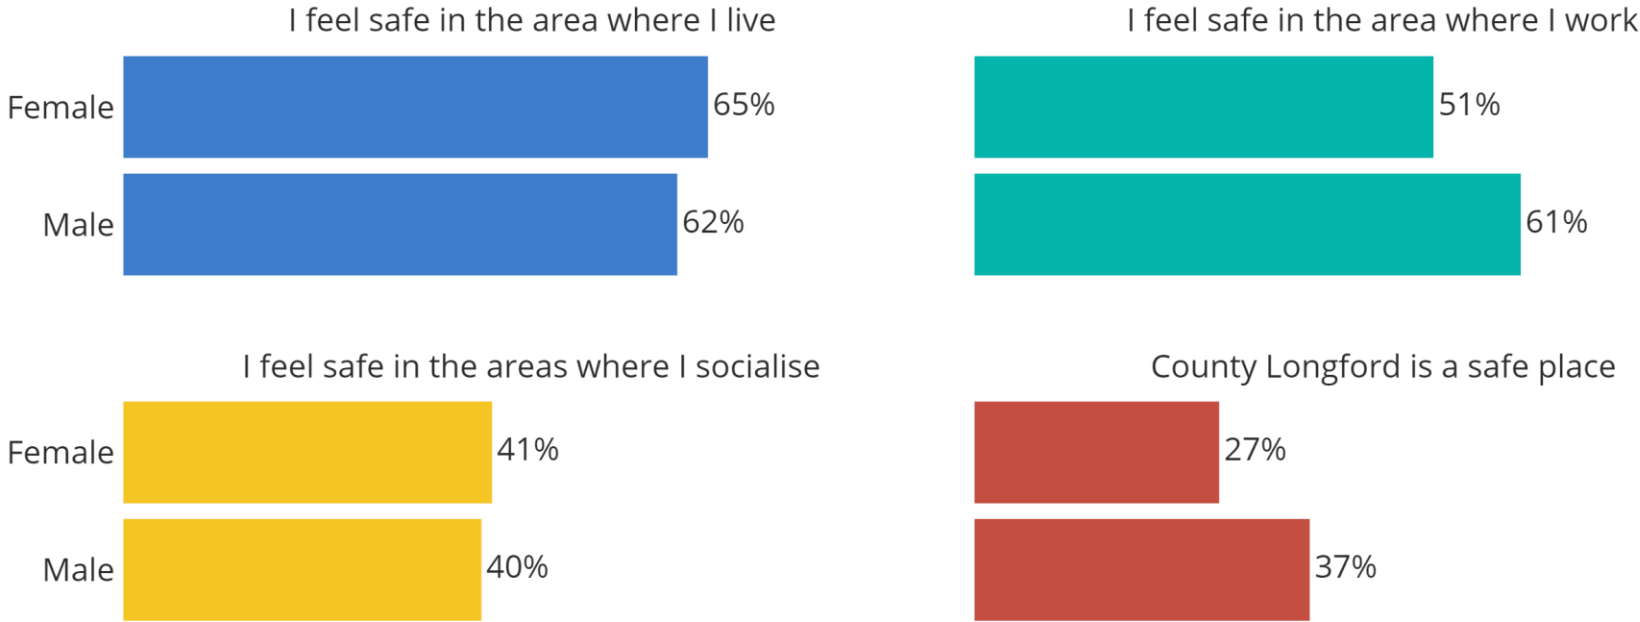 I feel safe in the area where I live
Female 65%
Male 62%
I feel safe in the area where I work
51%
61%
I feel safe in the areas where I socialise
Female 41%
Male 40%
County Longford is a safe place
27%
37%